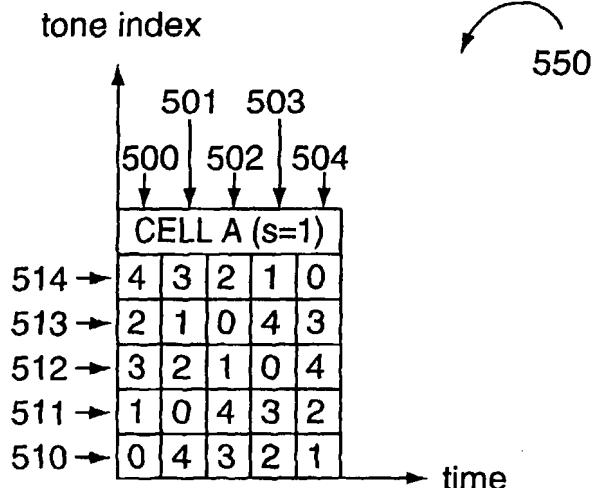 tone index
550
501 503
500 502 504
CELL A (s=1)
514 4 3 2 1 0
513 2 1 0 4 3
512 3 2 1 0 4
511 1 0 4 3 2
510 0 4 3 2 1
time